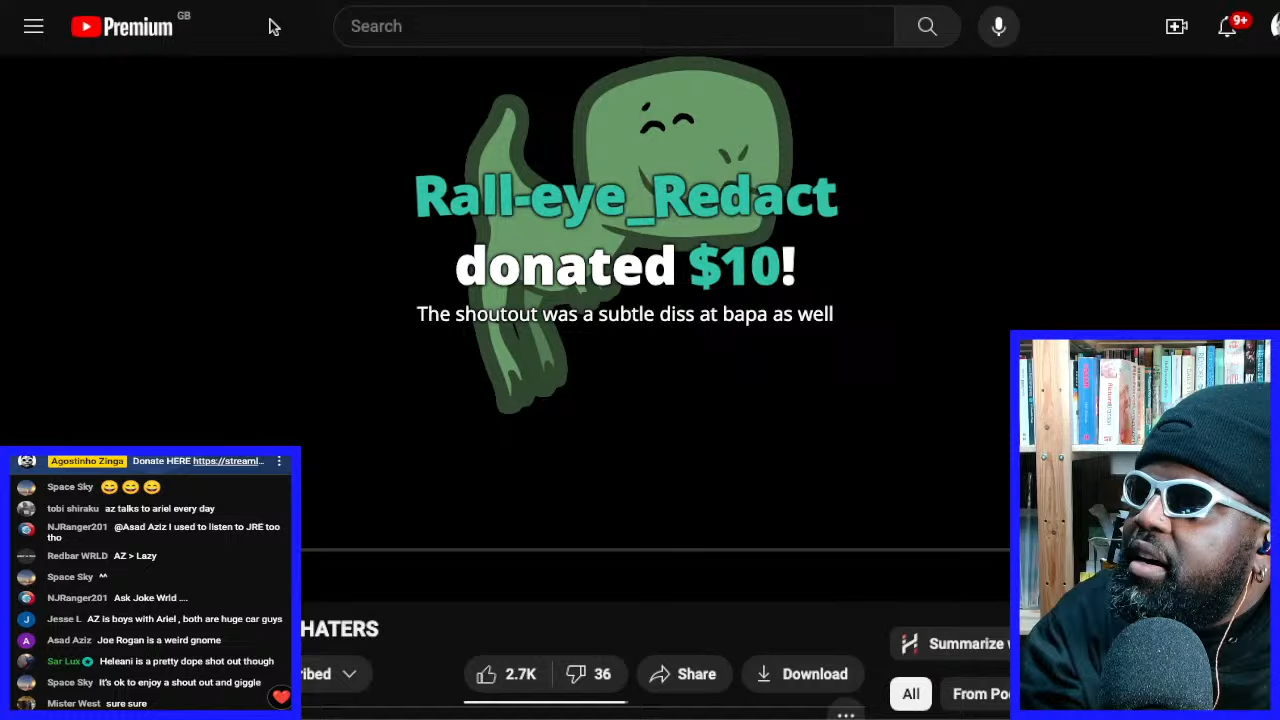 Premium GB
Search
9+
Rall-eye_Redact
donated $10!
The shoutout was a subtle diss at bapa as well
Agostinho Zinga Donate HERE https://streaml...
Space Sky 😄 😄 😄
tobi shiraku az talks to ariel every day
NJRanger201 @Asad Aziz I used to listen to JRE too
tho
Redbar WRLD AZ > Lazy
Space Sky ^^
NJRanger201 Ask Joke Wrld ....
J
Jesse L AZ is boys with Ariel , both are huge car guys
A
Asad Aziz Joe Rogan is a weird gnome
Sar Lux Heleani is a pretty dope shot out though
Space Sky It's ok to enjoy a shout out and giggle
Mister West sure sure
HATERS
ribed
2.7K
36
Share
Download
Summarize
All
From Po